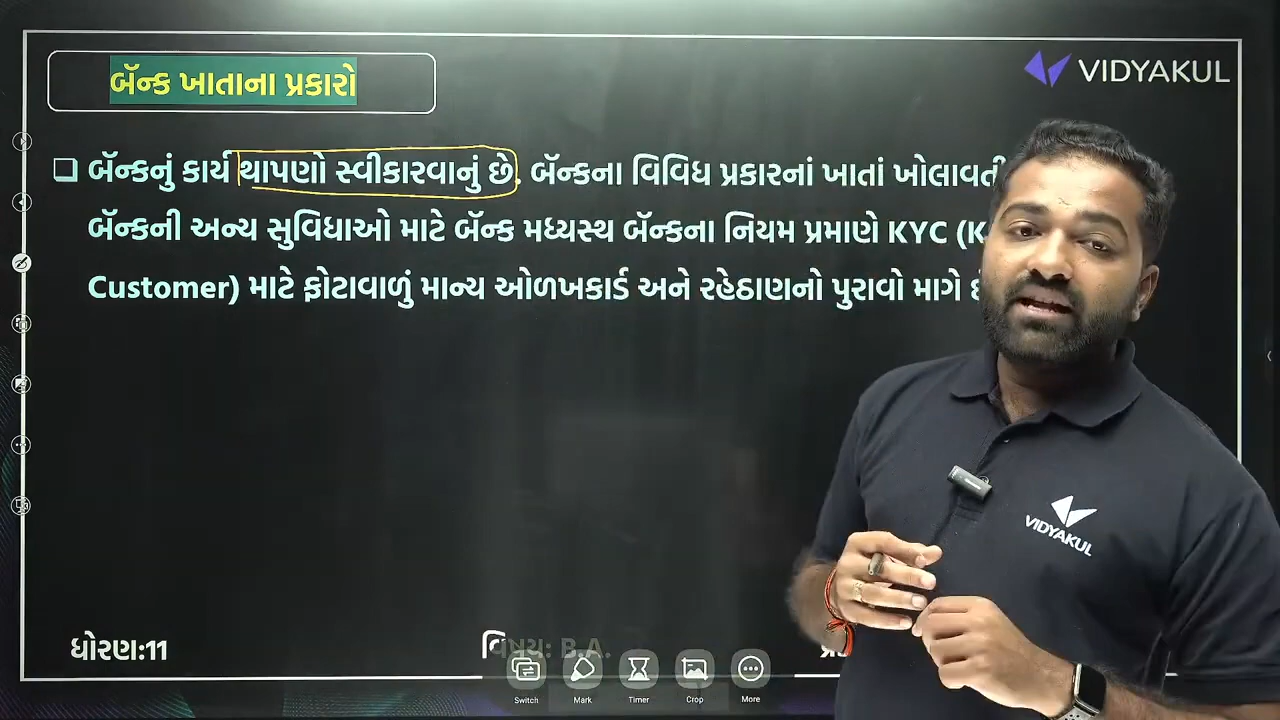 બૅન્ક ખાતાના પ્રકારો
VIDYAKUL
❑ બૅન્કનું કાર્ય થાપણો સ્વીકારવાનું છે. બૅન્કના વિવિધ પ્રકારનાં ખાતાં ખોલાવતી
બૅન્કની અન્ય સુવિધાઓ માટે બૅન્ક મધ્યસ્થ બૅન્કના નિયમ પ્રમાણે KYC (
Customer) માટે ફોટાવાળું માન્ય ઓળખકાર્ડ અને રહેઠાણનો પુરાવો માગે
VIDYAKUL
ધોરણ:11
વિષય: B.A.
Switch
Mark
Timer
Crop
More